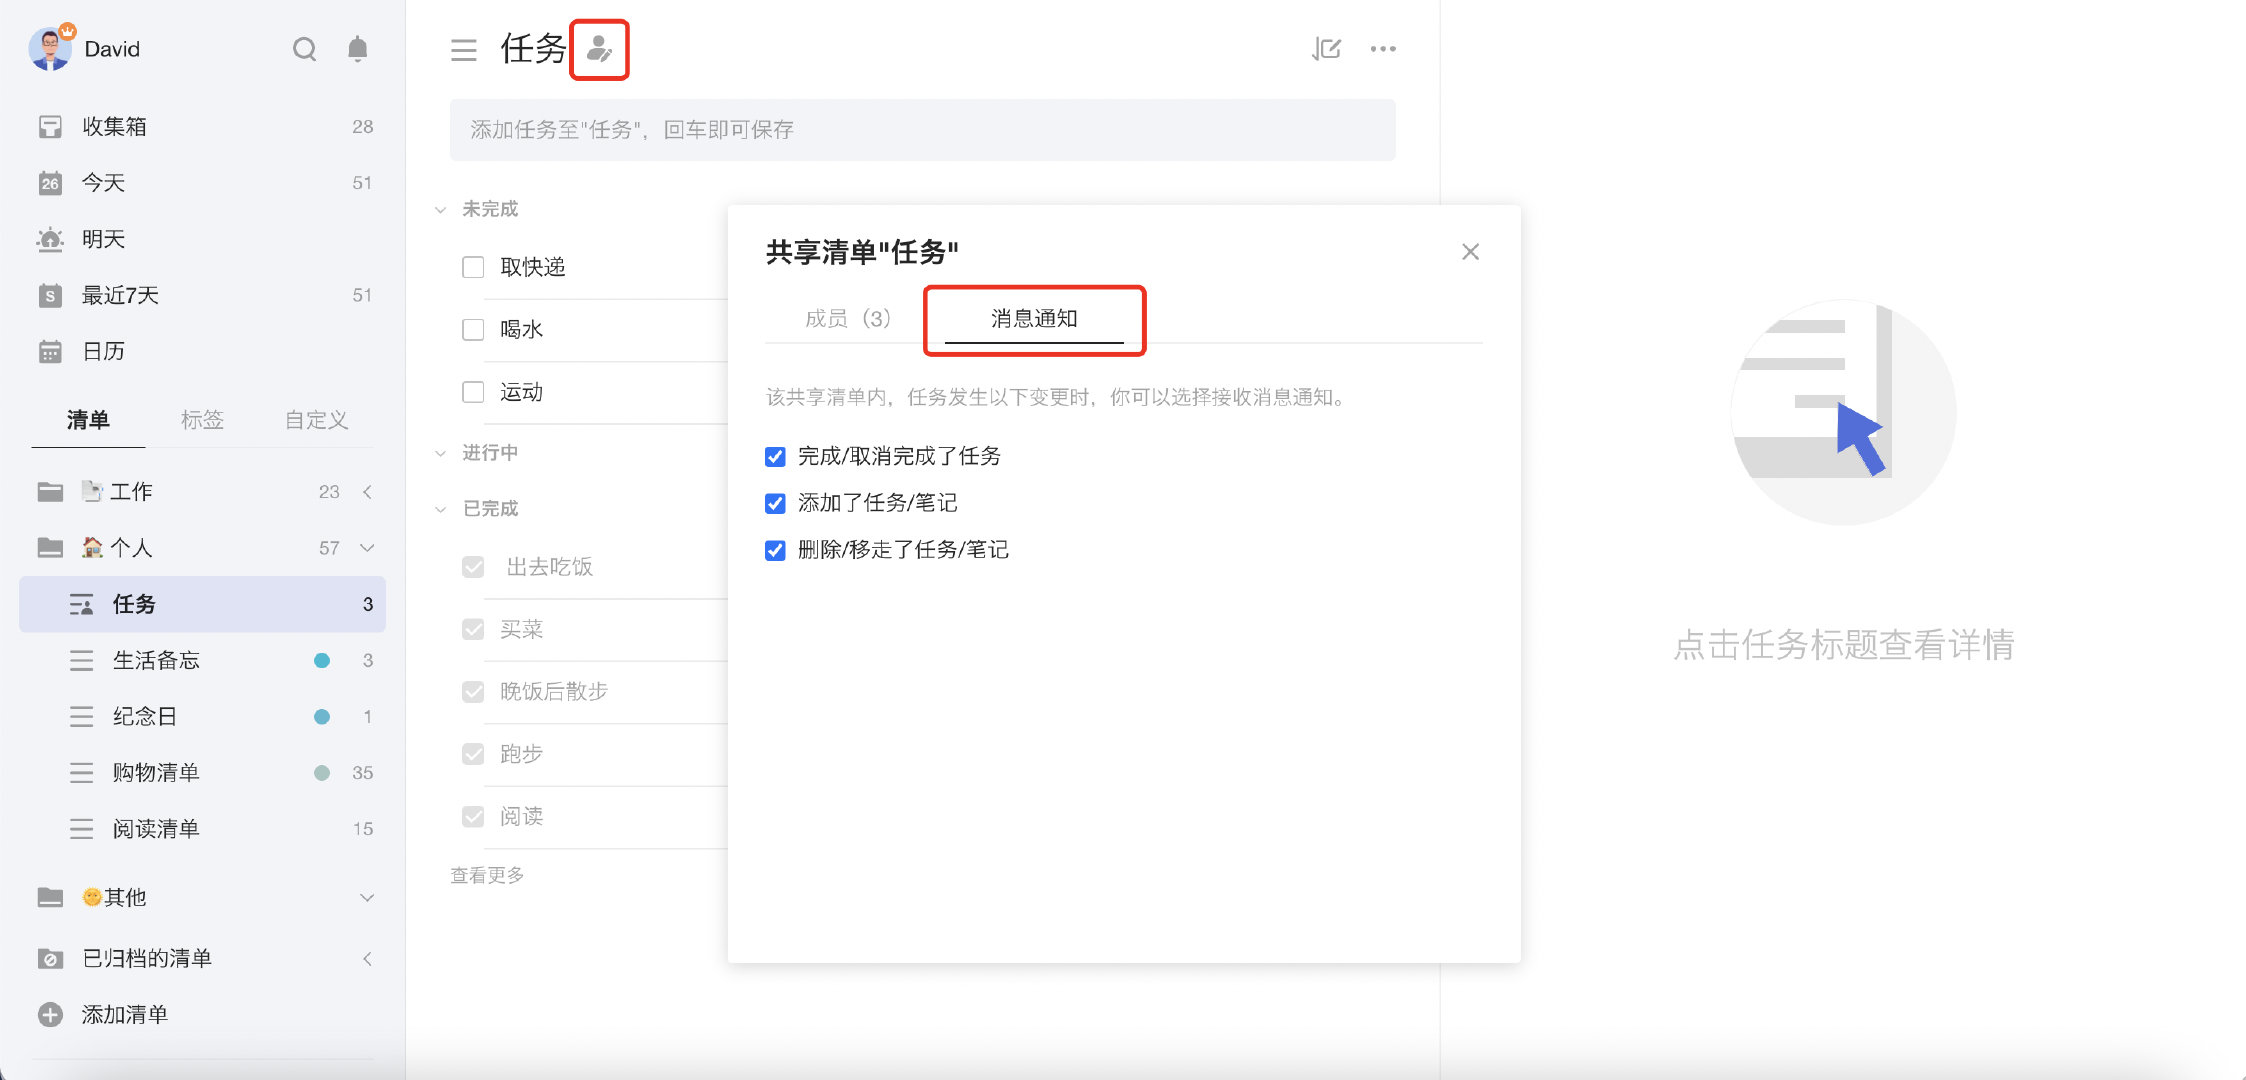 David
收集箱 28
26 今天 51
明天
S 最近7天 51
日历
清单 标签 自定义
工作 23
个人 57
任务 3
生活备忘 3
纪念日 1
购物清单 35
阅读清单 15
其他
已归档的清单
添加清单
任务
添加任务至"任务"，回车即可保存
未完成
取快递
喝水
运动
进行中
已完成
出去吃饭
买菜
晚饭后散步
跑步
阅读
查看更多
共享清单"任务"
成员（3） 消息通知
该共享清单内，任务发生以下变更时，你可以选择接收消息通知。
完成/取消完成了任务
添加了任务/笔记
删除/移走了任务/笔记
点击任务标题查看详情